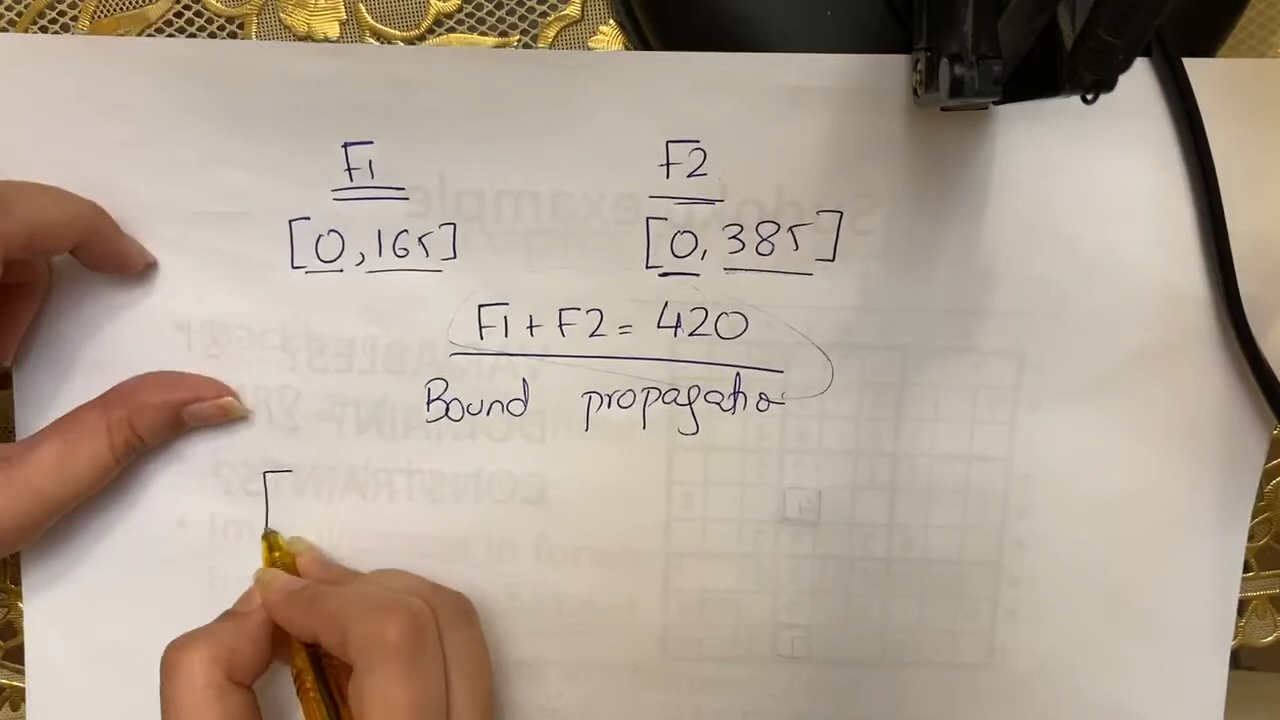 F1 F2
[0,165] [0,385]
F1 + F2 = 420
Bound propagatio